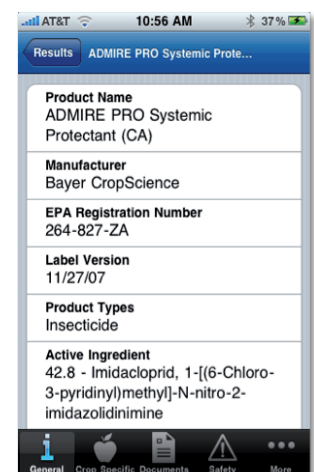 AT&T 10:56 AM 37%
Results ADMIRE PRO Systemic Prote...
Product Name
ADMIRE PRO Systemic
Protectant (CA)
Manufacturer
Bayer CropScience
EPA Registration Number
264-827-ZA
Label Version
11/27/07
Product Types
Insecticide
Active Ingredient
42.8 - Imidacloprid, 1-[(6-Chloro-
3-pyridinyl)methyl]-N-nitro-2-
imidazolidinimine
General Crop Specific Documents Safety More